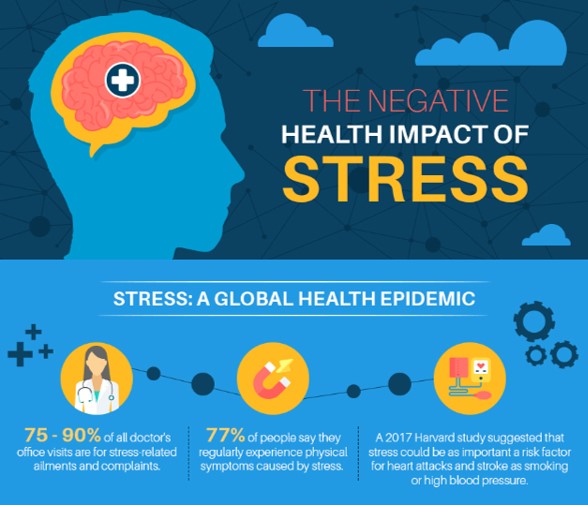 THE NEGATIVE
HEALTH IMPACT OF
STRESS
STRESS: A GLOBAL HEALTH EPIDEMIC
75 - 90% of all doctor's
office visits are for stress-related
ailments and complaints.
77% of people say they
regularly experience physical
symptoms caused by stress.
A 2017 Harvard study suggested that
stress could be as important a risk factor
for heart attacks and stroke as smoking
or high blood pressure.